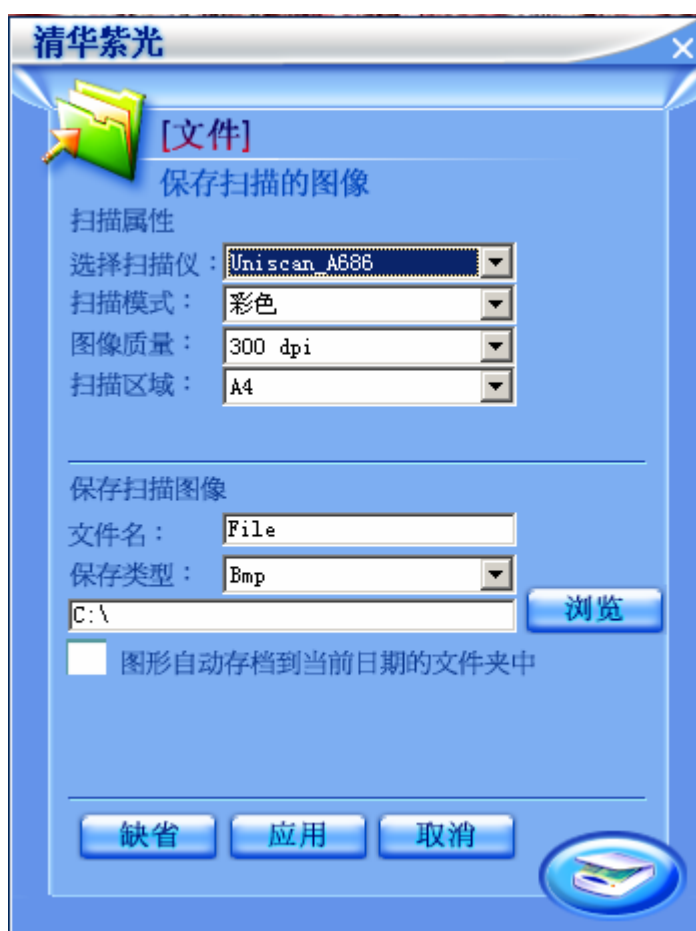 清华紫光
[文件]
保存扫描的图像
扫描属性
选择扫描仪：Uniscan_A686
扫描模式：彩色
图像质量：300 dpi
扫描区域：A4
保存扫描图像
文件名：File
保存类型：Bmp
C:\ 浏览
图形自动存档到当前日期的文件夹中
缺省 应用 取消